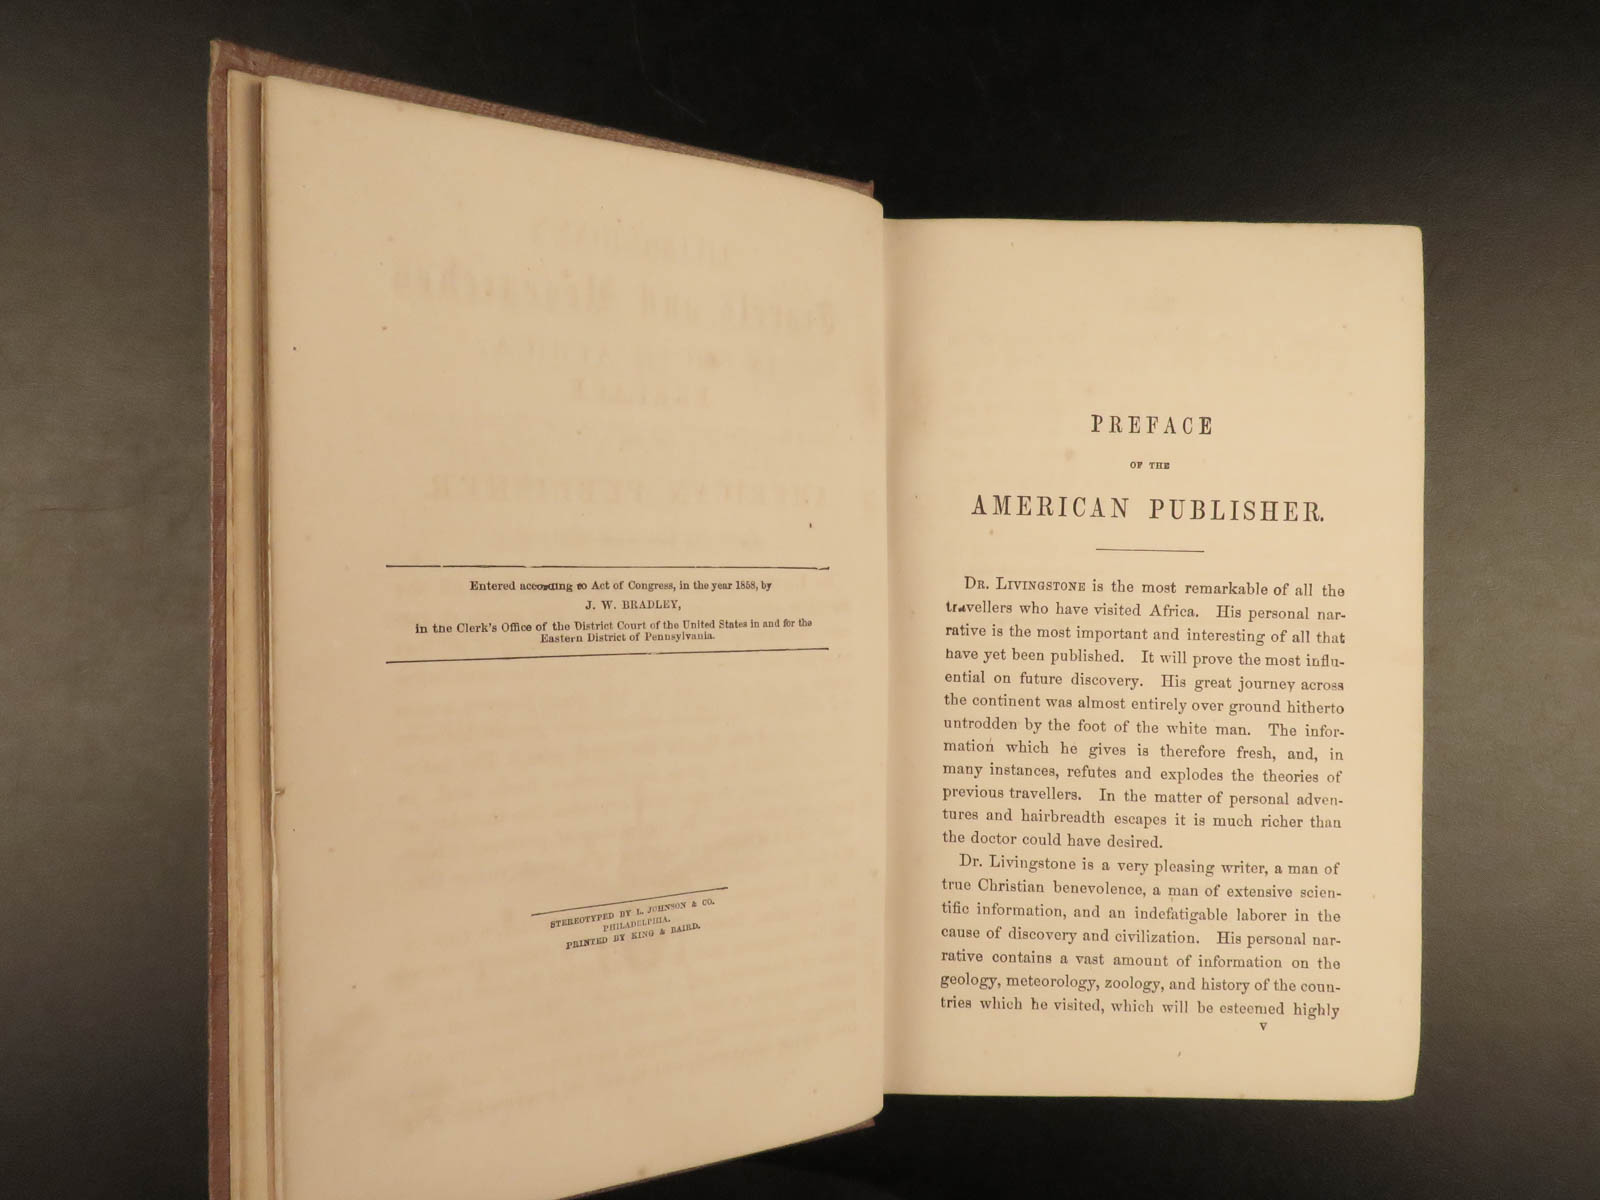 Entered according to Act of Congress, in the year 1858, by
J. W. BRADLEY,
in the Clerk's Office of the District Court of the United States in and for the
Eastern District of Pennsylvania.
STEREOTYPED BY L. JOHNSON & CO.
PHILADELPHIA.
PRINTED BY KING & BAIRD.
PREFACE
OF THE
AMERICAN PUBLISHER.
DR. LIVINGSTONE is the most remarkable of all the
travellers who have visited Africa. His personal nar-
rative is the most important and interesting of all that
have yet been published. It will prove the most influ-
ential on future discovery. His great journey across
the continent was almost entirely over ground hitherto
untrodden by the foot of the white man. The infor-
mation which he gives is therefore fresh, and, in
many instances, refutes and explodes the theories of
previous travellers. In the matter of personal adven-
tures and hairbreadth escapes it is much richer than
the doctor could have desired.
Dr. Livingstone is a very pleasing writer, a man of
true Christian benevolence, a man of extensive scien-
tific information, and an indefatigable laborer in the
cause of discovery and civilization. His personal nar-
rative contains a vast amount of information on the
geology, meteorology, zoology, and history of the coun-
tries which he visited, which will be esteemed highly
v